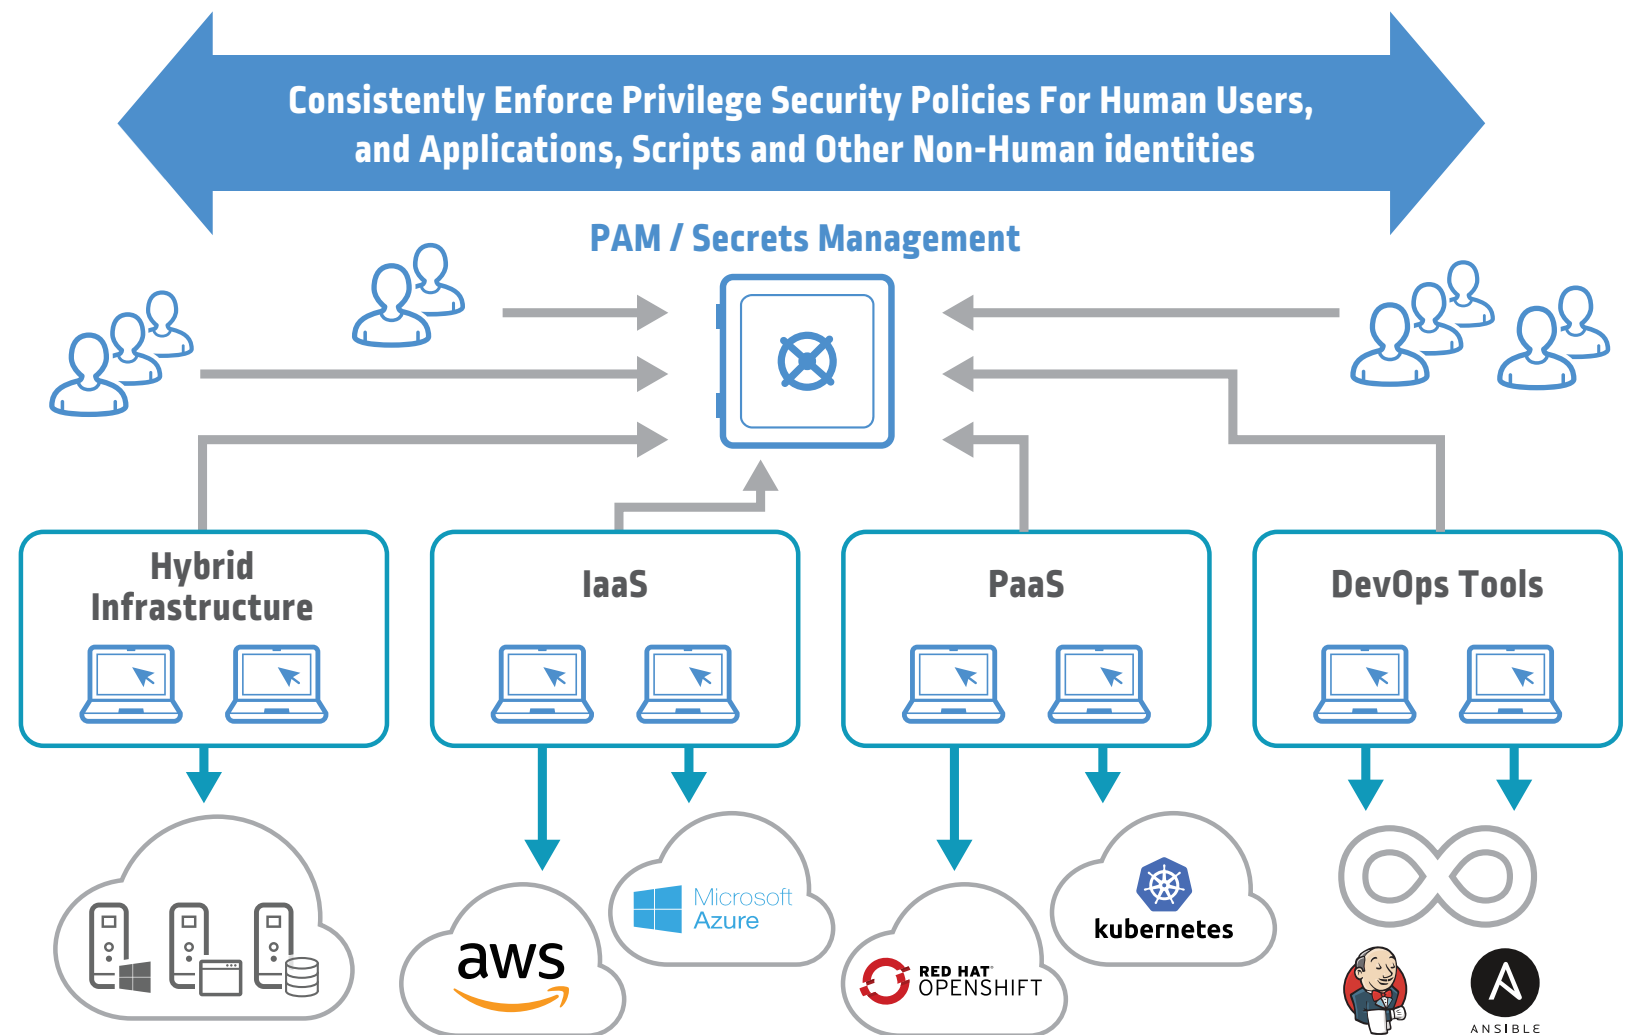 Consistently Enforce Privilege Security Policies For Human Users,
and Applications, Scripts and Other Non-Human identities
PAM / Secrets Management
Hybrid
Infrastructure
IaaS
PaaS
DevOps Tools
Microsoft
Azure
aws
kubernetes
RED HAT®
OPENSHIFT
ANSIBLE